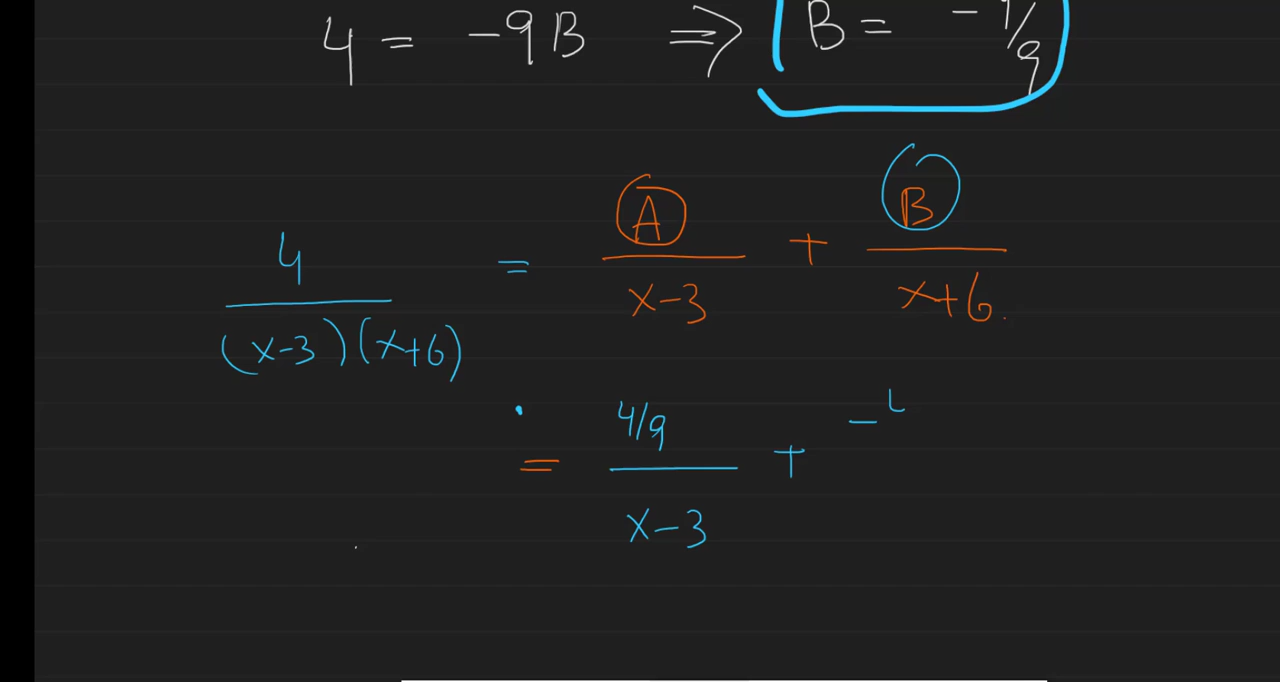 4 = -9B ⇒ B = -4/9
4/((x-3)(x+6)) = A/(x-3) + B/(x+6)
= (4/9)/(x-3) + -